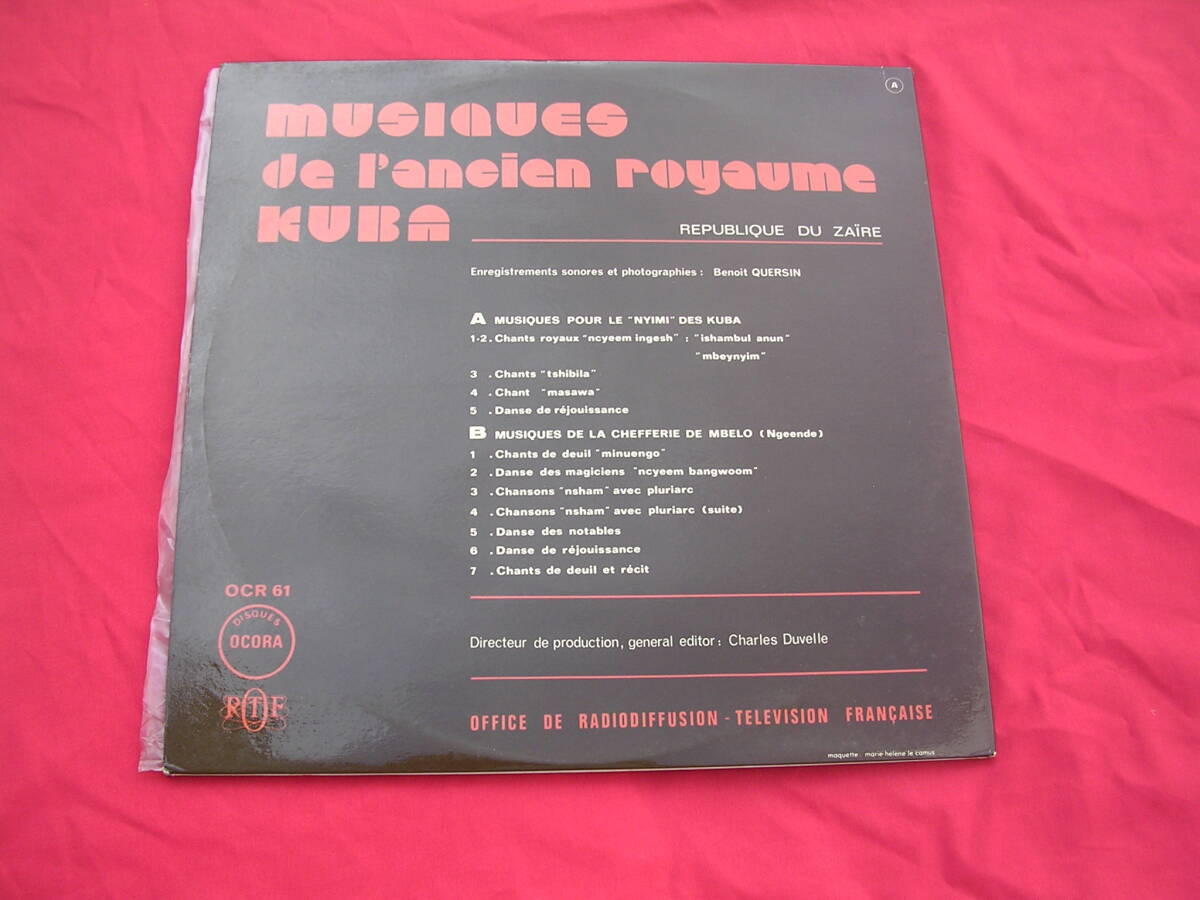 A
musiques
de l'ancien royaume
KUBA
REPUBLIQUE DU ZAÏRE
Enregistrements sonores et photographies : Benoit QUERSIN
A MUSIQUES POUR LE "NYIMI" DES KUBA
1-2. Chants royaux "ncyeem ingesh" : "ishambul anun"
"mbeynyim"
3 . Chants "tshibila"
4 . Chant "masawa"
5 . Danse de réjouissance
B MUSIQUES DE LA CHEFFERIE DE MBELO (Ngeende)
1 . Chants de deuil "minuengo"
2 . Danse des magiciens "ncyeem bangwoom"
3 . Chansons "nsham" avec pluriarc
4 . Chansons "nsham" avec pluriarc (suite)
5 . Danse des notables
6 . Danse de réjouissance
7 . Chants de deuil et récit
OCR 61
DISQUES
OCORA
Directeur de production, general editor : Charles Duvelle
ORTF
OFFICE DE RADIODIFFUSION - TELEVISION FRANÇAISE
maquette : marie helene le camus